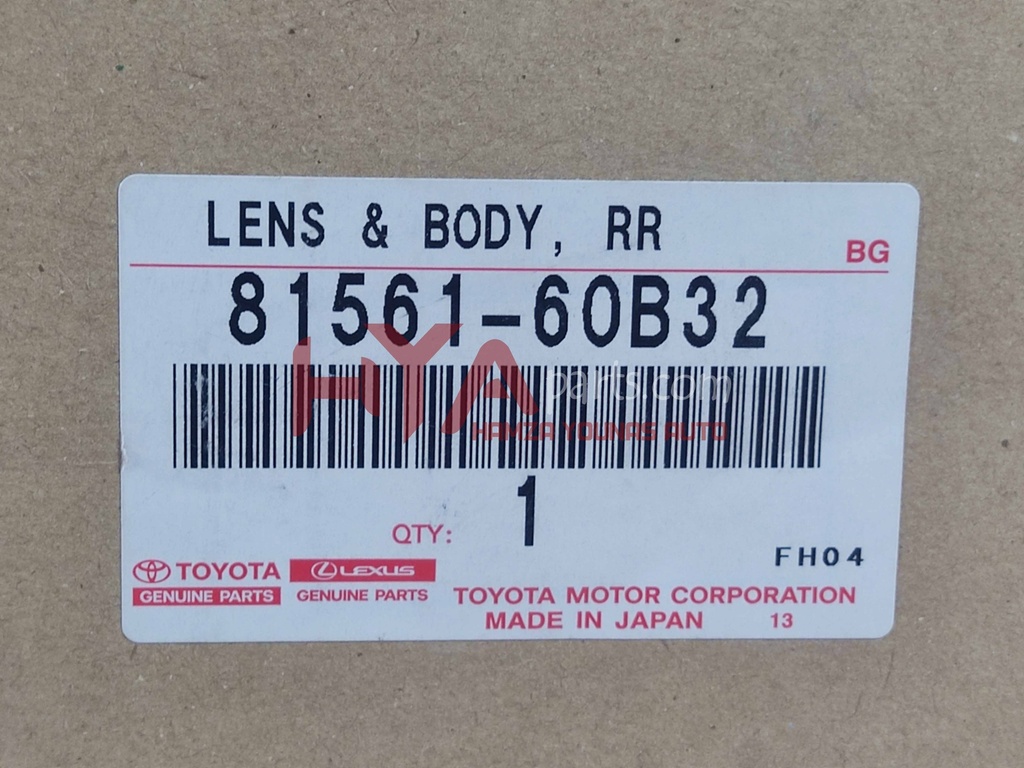 LENS & BODY, RR
BG
81561-60B32
HYA parts.com
HAMZA YOUNAS AUTO
1
QTY:
FH04
TOYOTA LEXUS
GENUINE PARTS GENUINE PARTS
TOYOTA MOTOR CORPORATION
MADE IN JAPAN 13